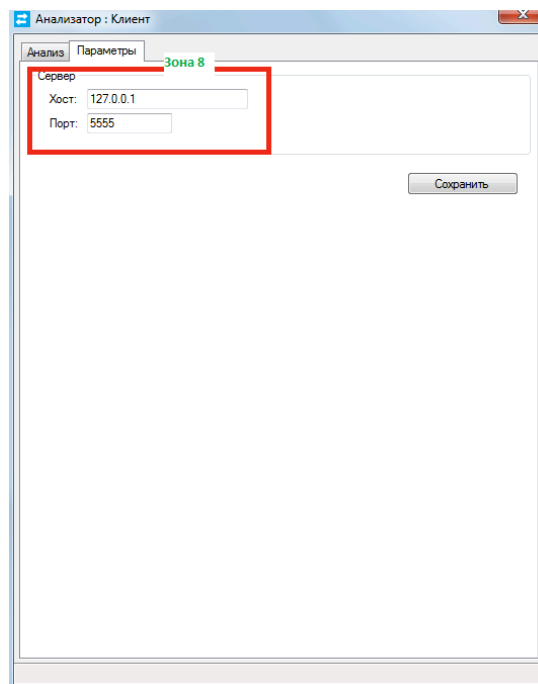 Анализатор : Клиент
Анализ Параметры
Зона 8
Сервер
Хост: 127.0.0.1
Порт: 5555
Сохранить